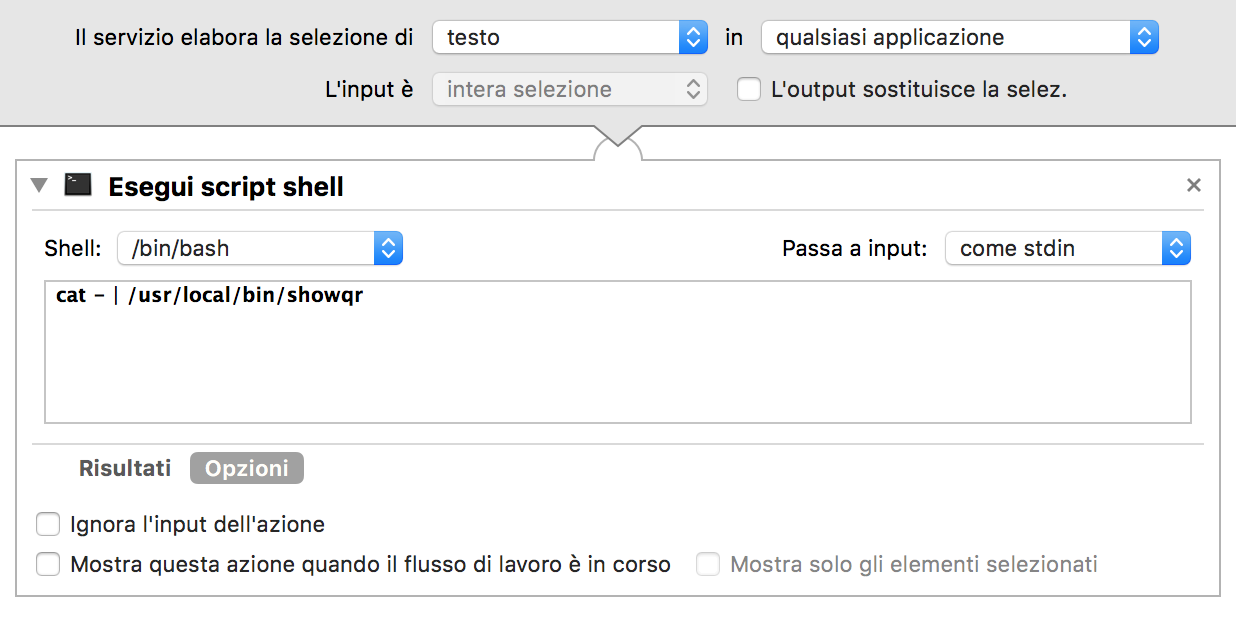 Il servizio elabora la selezione di testo in qualsiasi applicazione
L'input è intera selezione L'output sostituisce la selez.
Esegui script shell
Shell: /bin/bash Passa a input: come stdin
cat - | /usr/local/bin/showqr
Risultati Opzioni
Ignora l'input dell'azione
Mostra questa azione quando il flusso di lavoro è in corso Mostra solo gli elementi selezionati